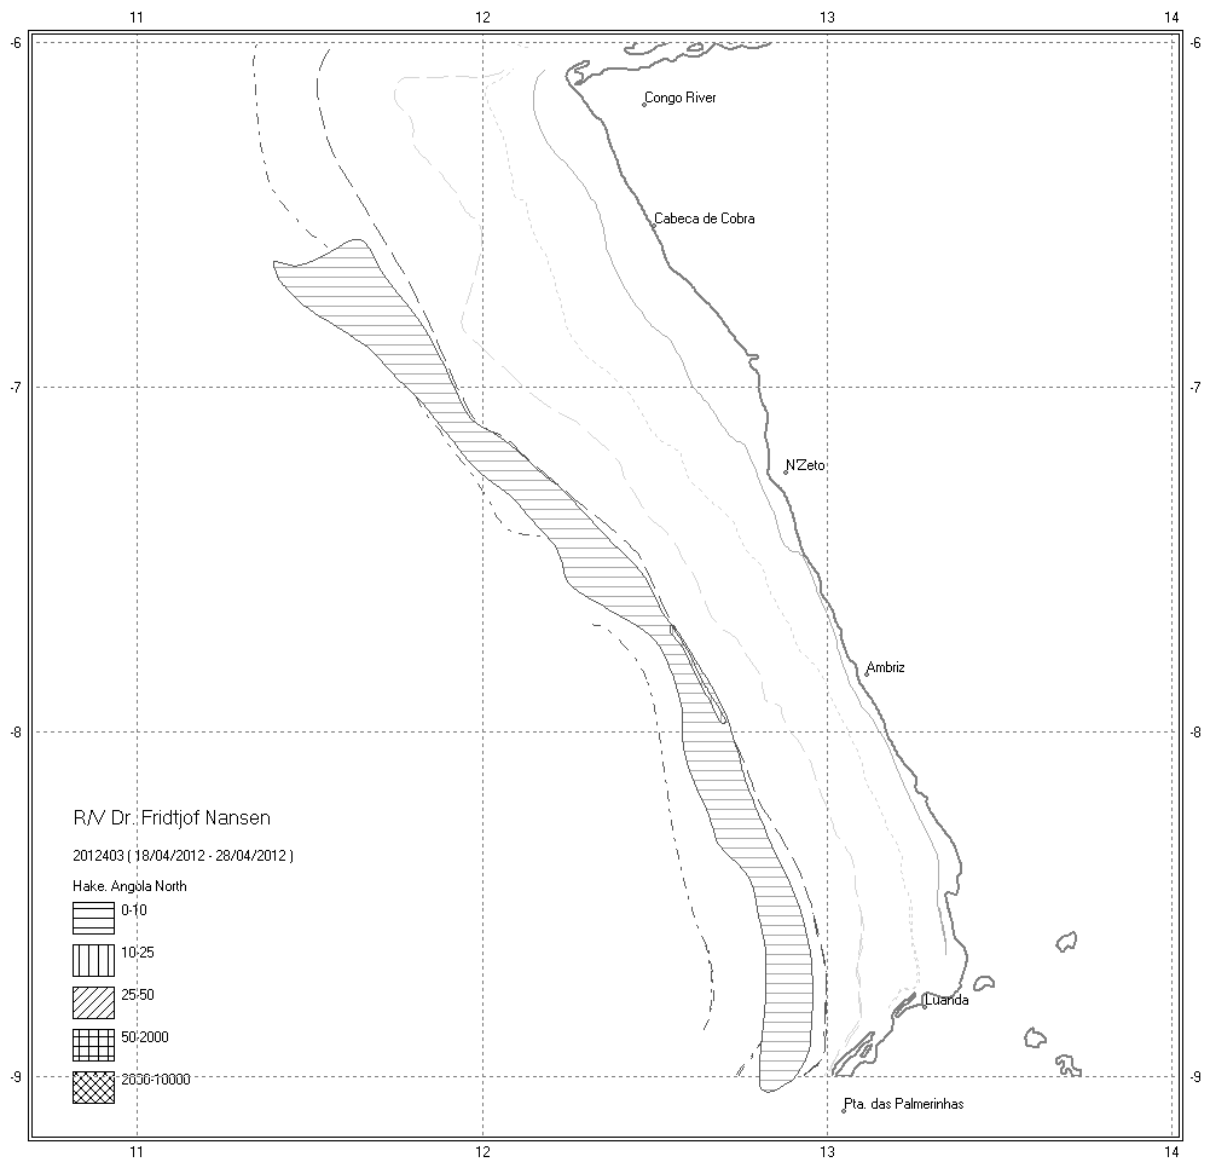 11 12 13 14
-6 -6
Congo River
Cabeca de Cobra
-7 -7
N'Zeto
Ambriz
-8 -8
R/V Dr. Fridtjof Nansen
2012403 ( 18/04/2012 - 28/04/2012 )
Hake. Angola North
0-10
10-25
25-50
Luanda
50-2000
-9 2000-10000 -9
Pta. das Palmerinhas
11 12 13 14